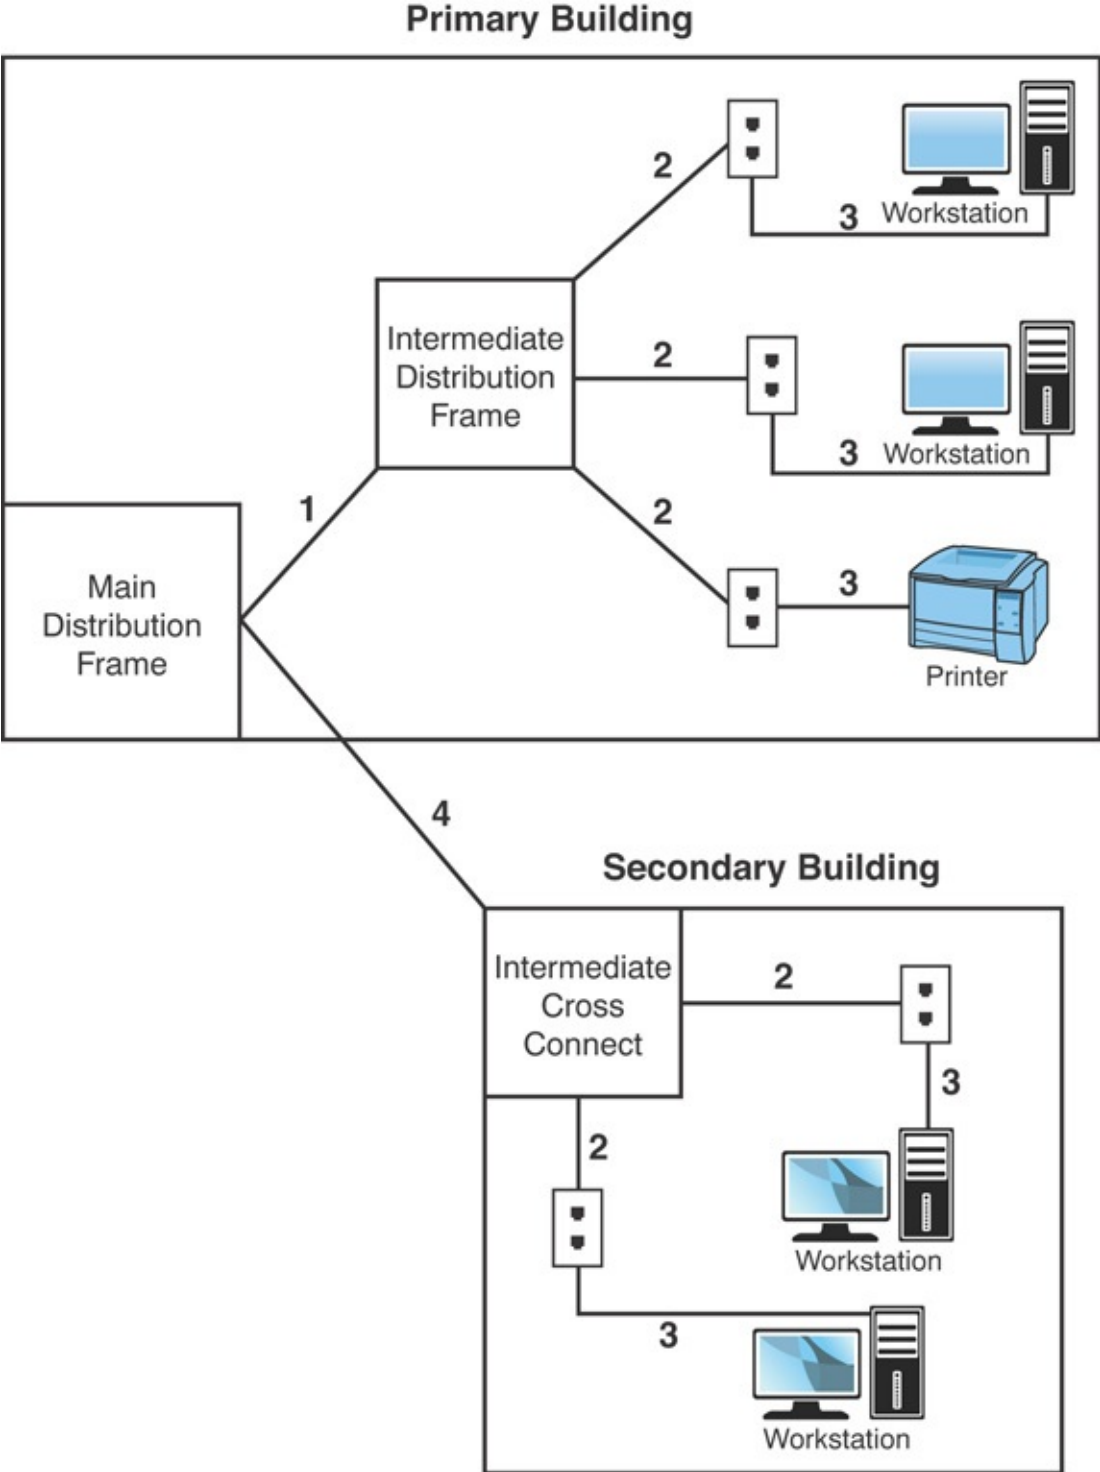 Primary Building
2
Workstation
3
Intermediate
Distribution
Frame
2
Workstation
3
1
2
Main
Distribution
Frame
3
Printer
4
Secondary Building
Intermediate
Cross
Connect
2
3
2
Workstation
3
Workstation